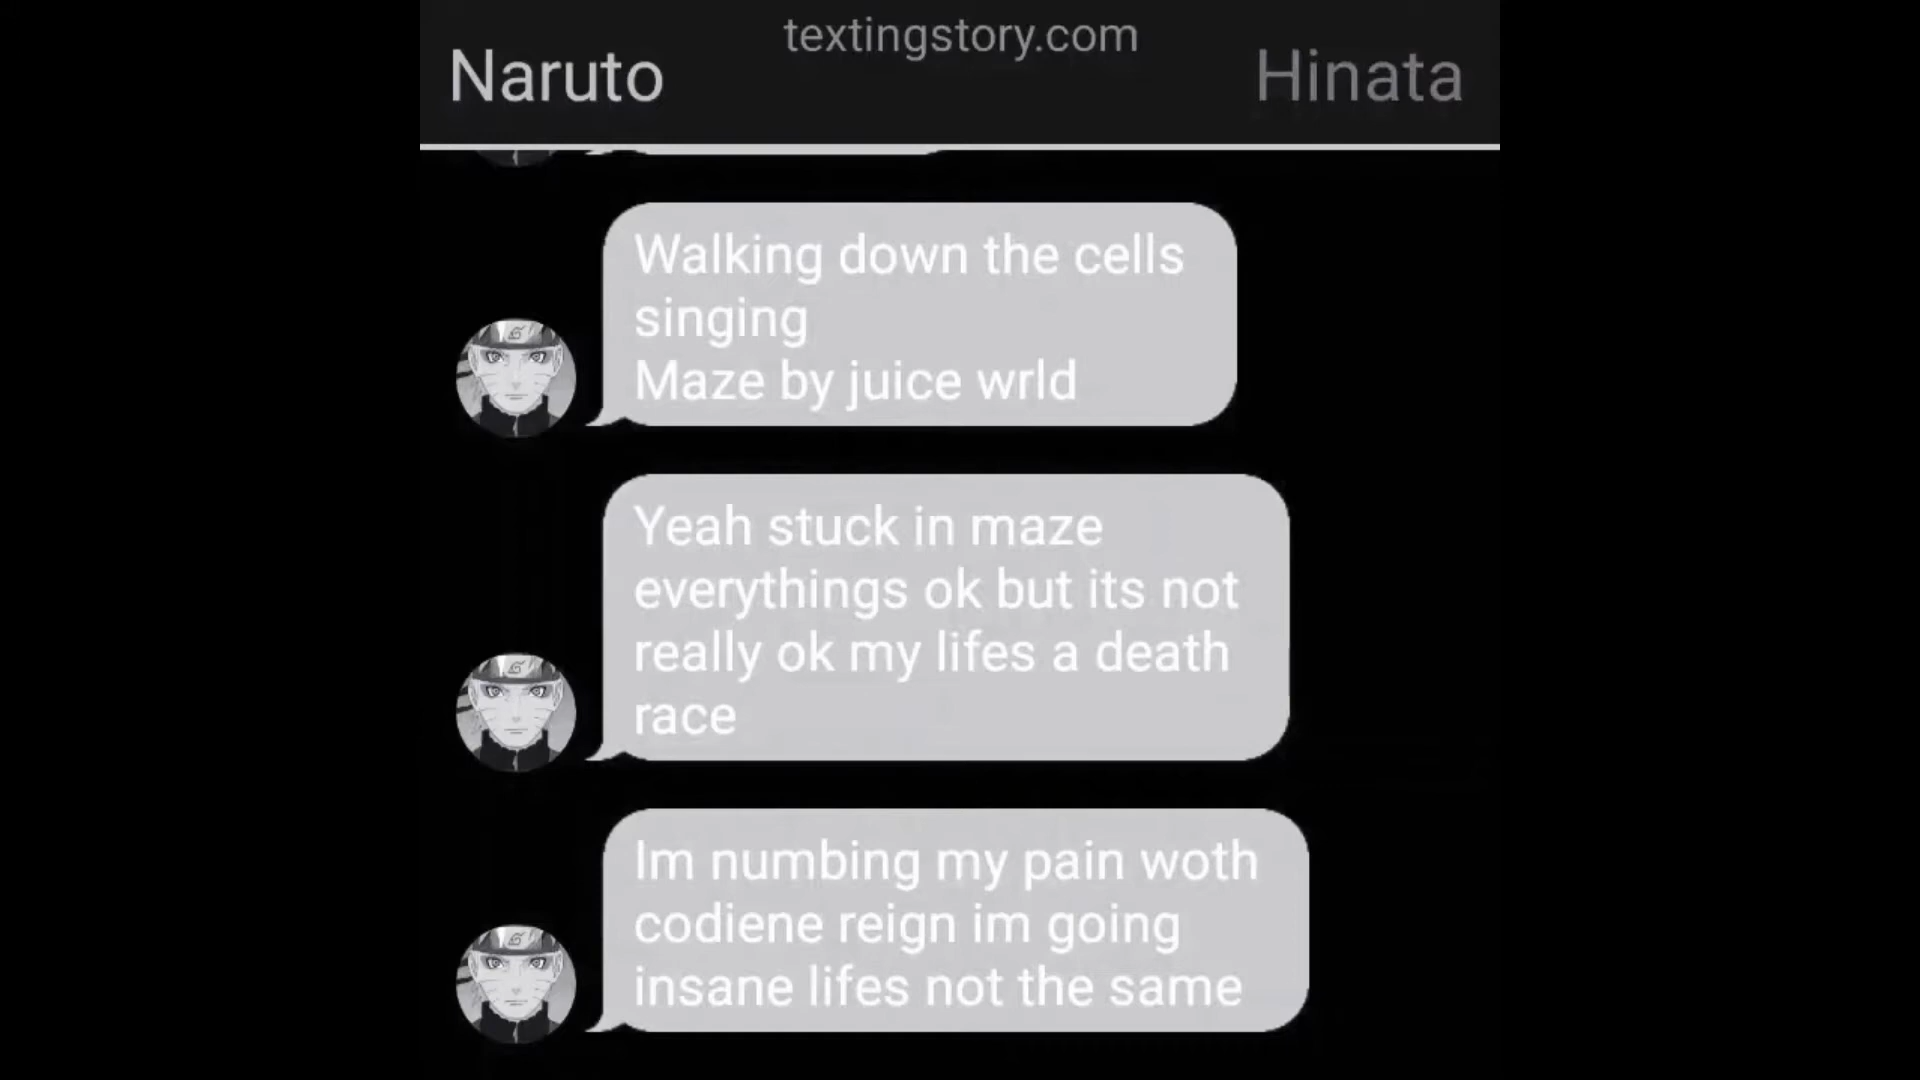 textingstory.com
Naruto
Hinata
Walking down the cells
singing
Maze by juice wrld
Yeah stuck in maze
everythings ok but its not
really ok my lifes a death
race
Im numbing my pain woth
codiene reign im going
insane lifes not the same